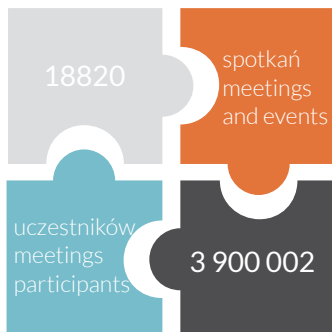 18820
spotkań
meetings
and events
uczestników
meetings
participants
3 900 002